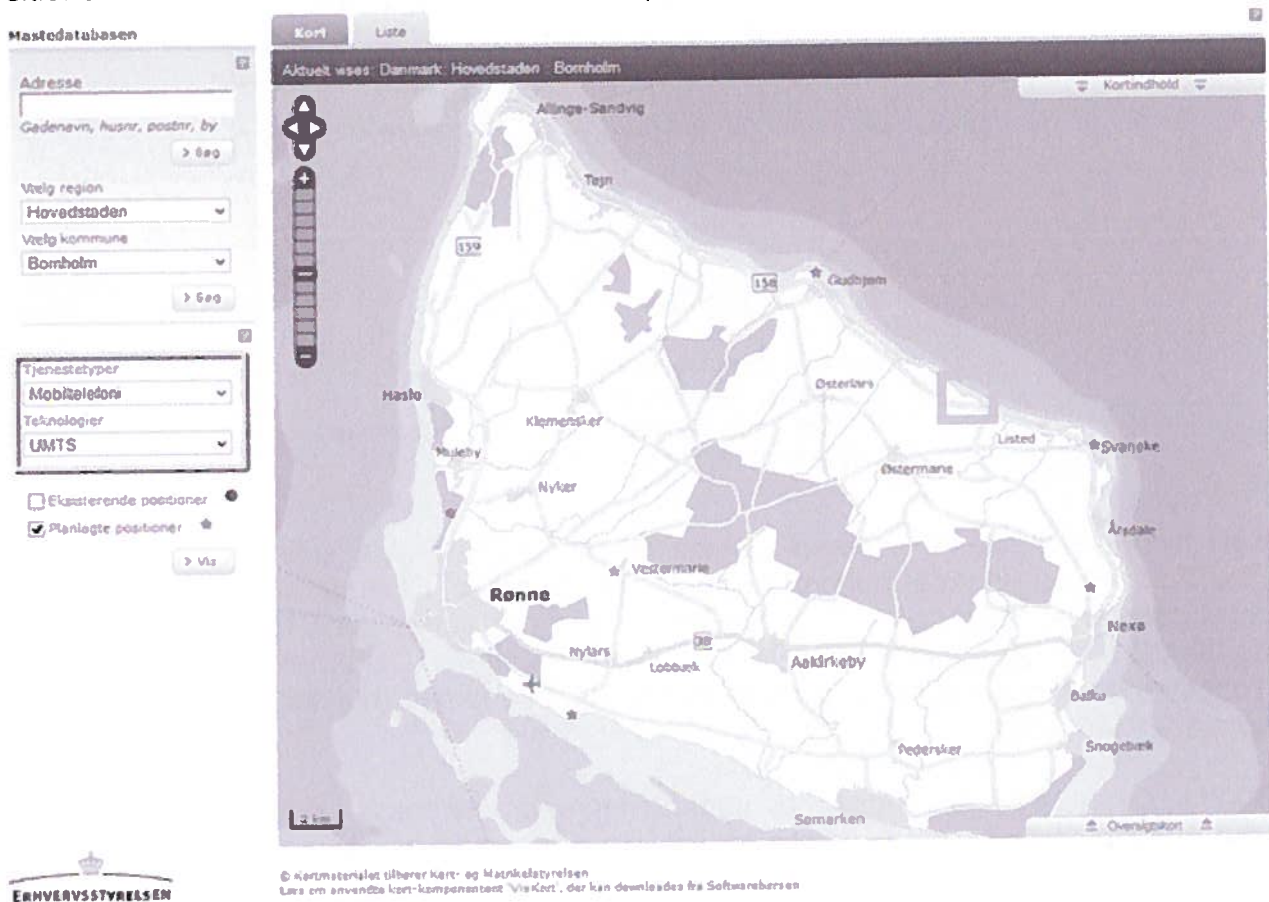 Mastedatabasen
Adresse
Gadenavn, husnr, postnr, by
> Søg
Vælg region
Hovedstaden
Vælg kommune
Bornholm
> Søg
Tjenestetyper
Mobiltelefoni
Teknologier
UMTS
Eksisterende positioner
Planlagte positioner
> Vis
Kort
Liste
Aktuelt vises: Danmark: Hovedstaden : Bornholm
Kortindhold
Allinge-Sandvig
Tejn
159
158
Gudhjem
Hasle
Østerlars
Klemensker
Listed
Svaneke
Muleby
Østermarie
Nyker
Årsdale
Vestermarie
Rønne
Nexø
38
Nylars
Lobbæk
Aakirkeby
Balka
Pedersker
Snogebæk
2 km
Sømarken
Oversigtskort
ERHVERVSSTYRELSEN
© Kortmaterialet tilhører Kort- og Matrikelstyrelsen
Læs om anvendte kort-komponentent 'VisKort', der kan downloades fra Softwarebørsen